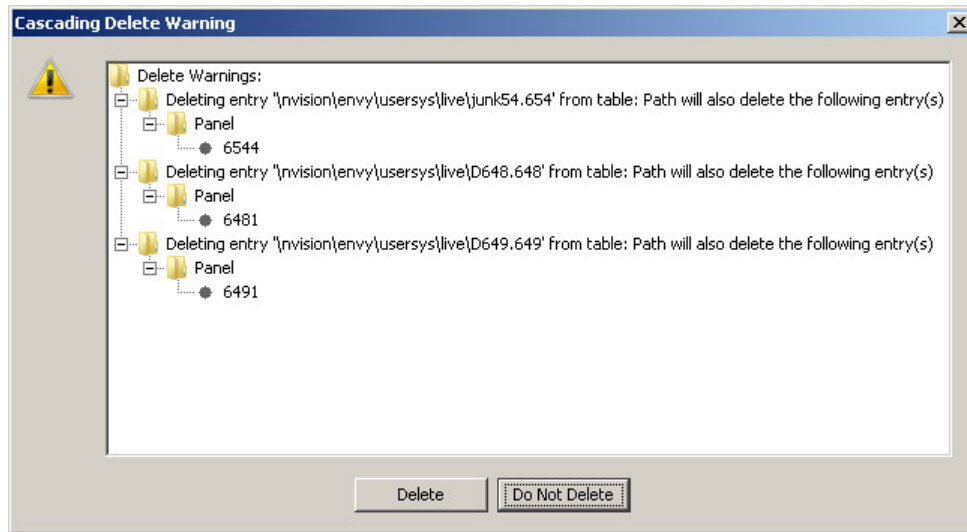 Cascading Delete Warning
Delete Warnings:
Deleting entry "\nvision\envy\usersys\live\junk54.654' from table: Path will also delete the following entry(s)
Panel
6544
Deleting entry "\nvision\envy\usersys\live\D648.648' from table: Path will also delete the following entry(s)
Panel
6481
Deleting entry "\nvision\envy\usersys\live\D649.649' from table: Path will also delete the following entry(s)
Panel
6491
Delete
Do Not Delete